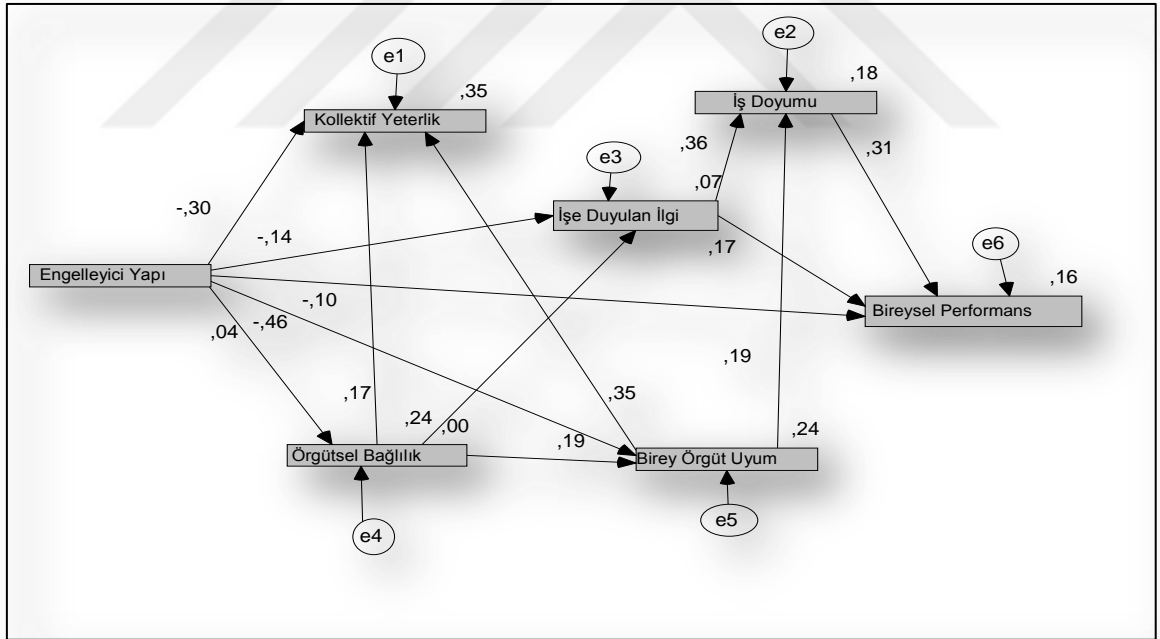 e2
e1
,18
,35
İş Doyumu
Kollektif Yeterlik
,36
,31
e3
,07
-,30
İşe Duyulan İlgi
-,14
,17
e6
Engelleyici Yapı
,16
-,10
Bireysel Performans
,04
-,46
,19
,17
,35
,24
,00
,19
,24
Örgütsel Bağlılık
Birey Örgüt Uyum
e4
e5